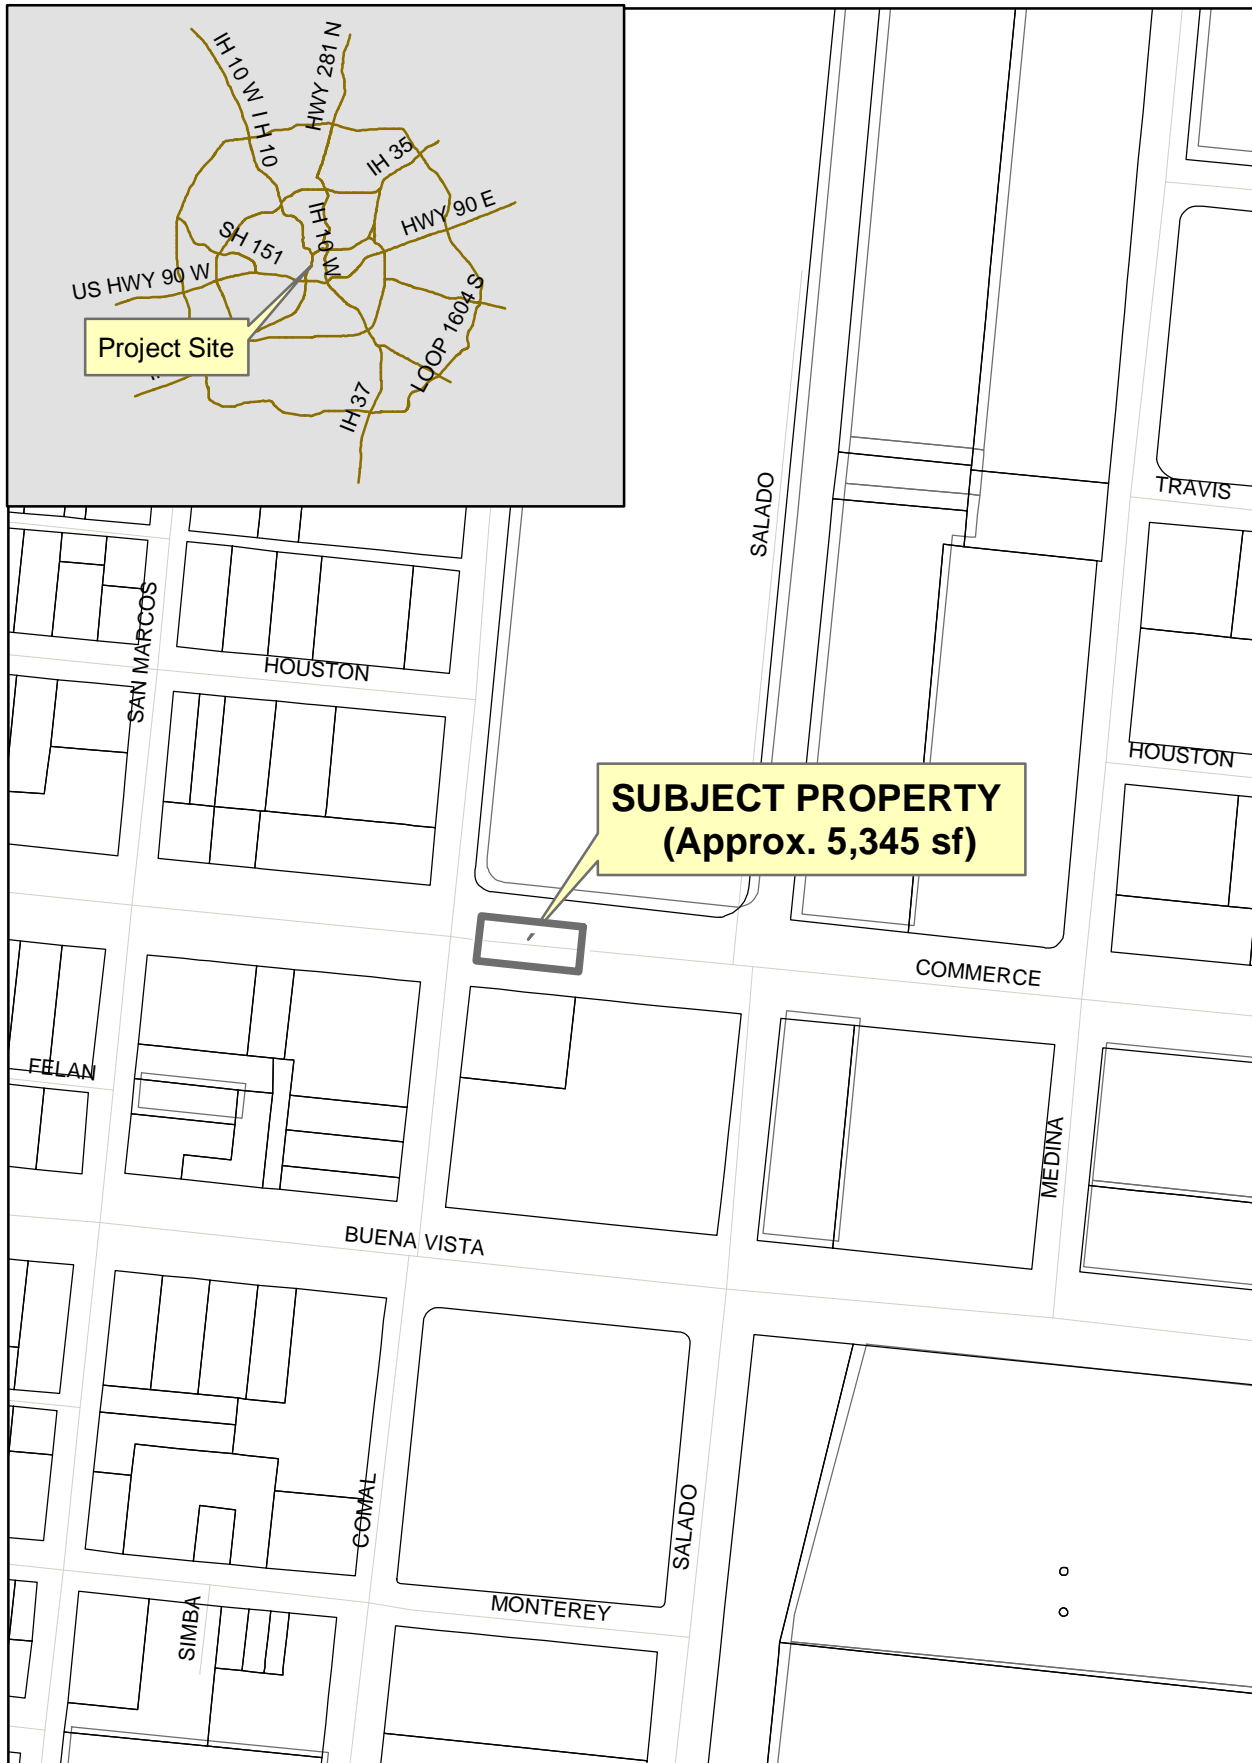 IH 10 W
I H 10
HWY 281 N
IH 35
HWY 90 E
IH 10 W
SH 151
US HWY 90 W
LOOP 1604 S
IH 37
Project Site
TRAVIS
SALADO
SAN MARCOS
HOUSTON
HOUSTON
SUBJECT PROPERTY
(Approx. 5,345 sf)
COMMERCE
FELAN
MEDINA
BUENA VISTA
COMAL
SALADO
MONTEREY
SIMBA